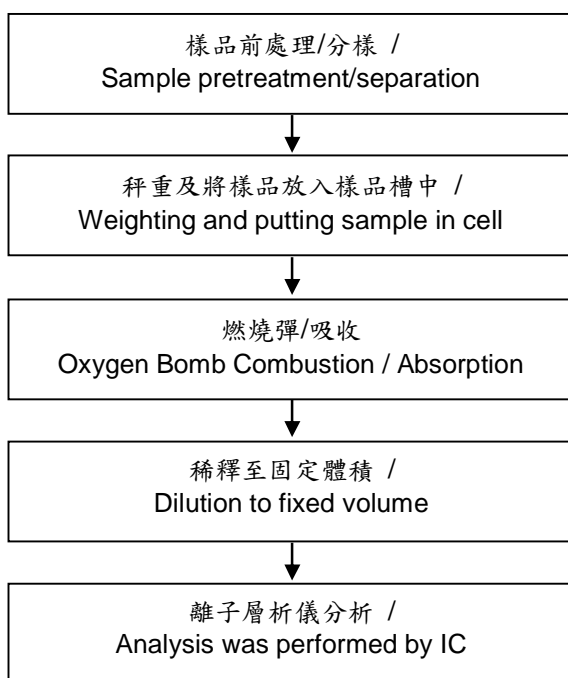 樣品前處理/分樣 /
Sample pretreatment/separation
秤重及將樣品放入樣品槽中 /
Weighting and putting sample in cell
燃燒彈/吸收
Oxygen Bomb Combustion / Absorption
稀釋至固定體積 /
Dilution to fixed volume
離子層析儀分析 /
Analysis was performed by IC